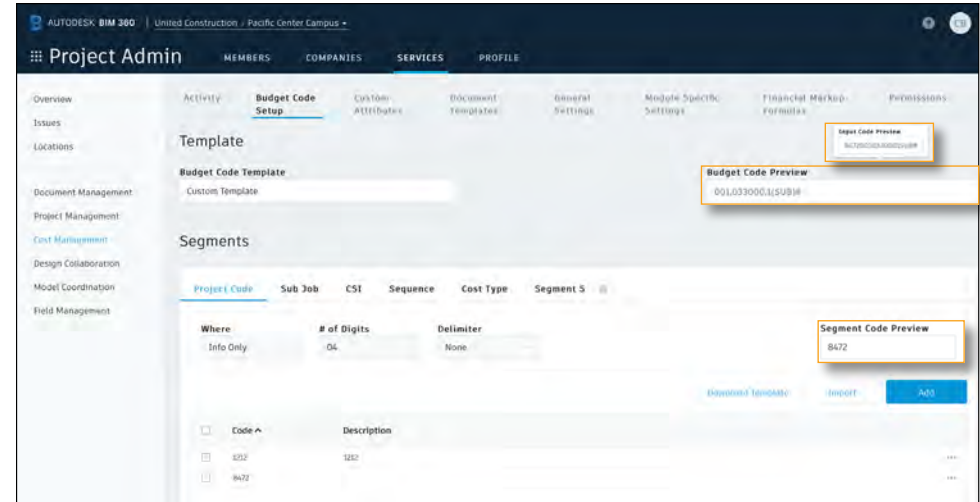 AUTODESK BIM 360 | United Construction / Pacific Center Campus
CB
Project Admin MEMBERS COMPANIES SERVICES PROFILE
Overview
Issues
Locations
Document Management
Project Management
Cost Management
Design Collaboration
Model Coordination
Field Management
Activity Budget Code Setup Custom Attributes Document Templates General Settings Module Specific Settings Financial Markup Formulas Permissions
Template
Input Code Preview
Budget Code Template
Custom Template
Budget Code Preview
001,033000,1(SUB)#
Segments
Project Code Sub Job CSI Sequence Cost Type Segment 5
Where # of Digits Delimiter Segment Code Preview
Info Only 04 None 8472
Download Template Import Add
Code Description
1212 1212
8472